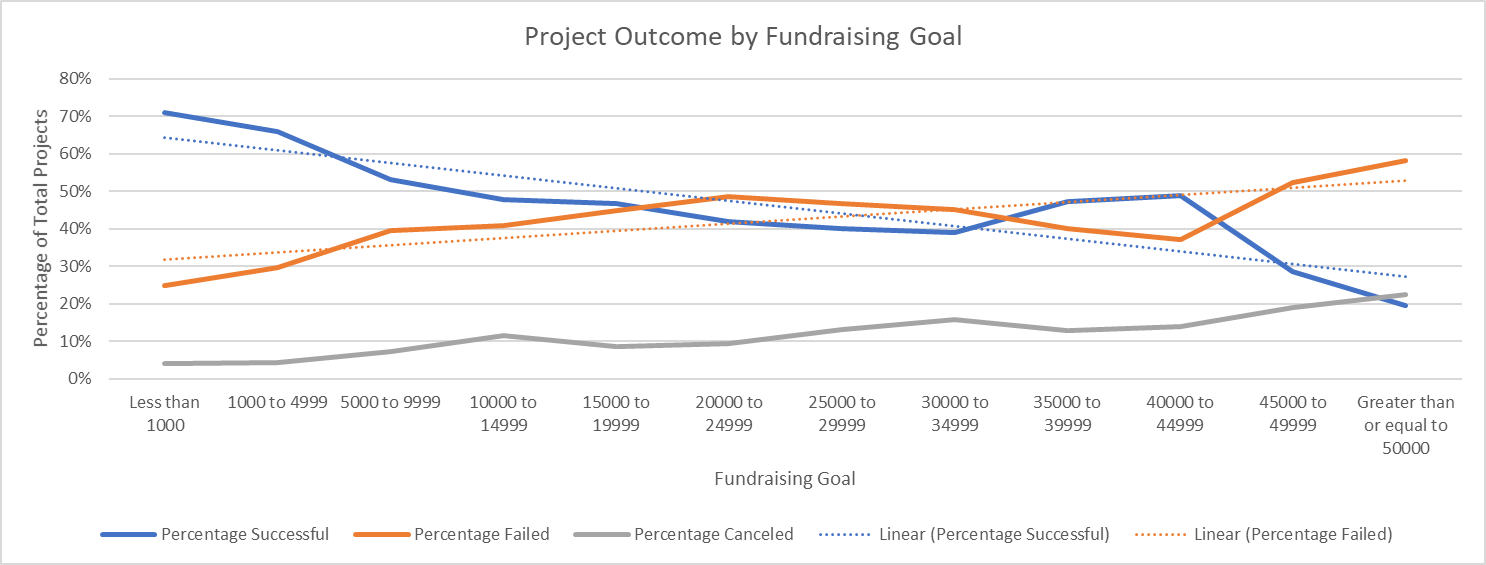 Project Outcome by Fundraising Goal
Percentage of Total Projects
80%
70%
60%
50%
40%
30%
20%
10%
0%
Less than
1000
1000 to 4999
5000 to 9999
10000 to
14999
15000 to
19999
20000 to
24999
25000 to
29999
30000 to
34999
35000 to
39999
40000 to
44999
45000 to
49999
Greater than
or equal to
50000
Fundraising Goal
Percentage Successful
Percentage Failed
Percentage Canceled
Linear (Percentage Successful)
Linear (Percentage Failed)